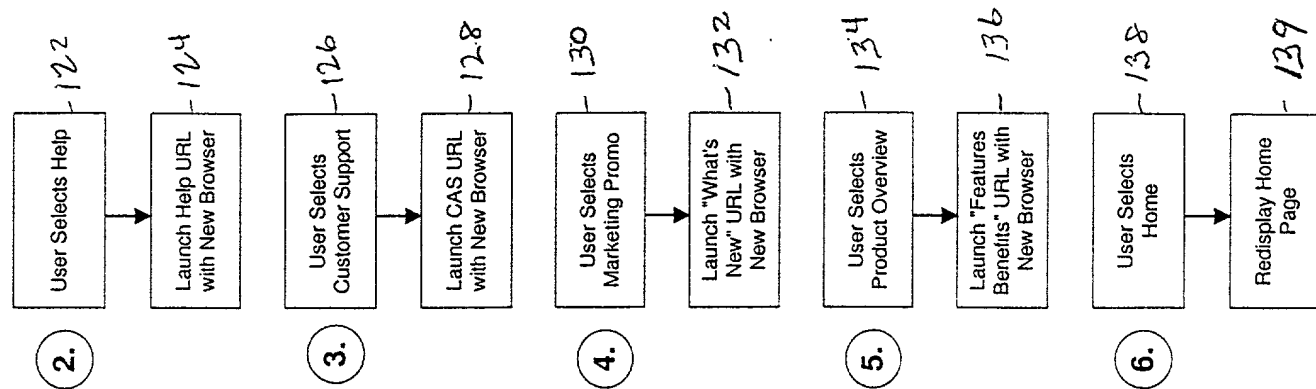 2.
User Selects Help
122
Launch Help URL
with New Browser
124
3.
User Selects
Customer Support
126
Launch CAS URL
with New Browser
128
4.
User Selects
Marketing Promo
130
Launch "What's
New" URL with
New Browser
132
5.
User Selects
Product Overview
134
Launch "Features
Benefits" URL with
New Browser
136
6.
User Selects
Home
138
Redisplay Home
Page
139